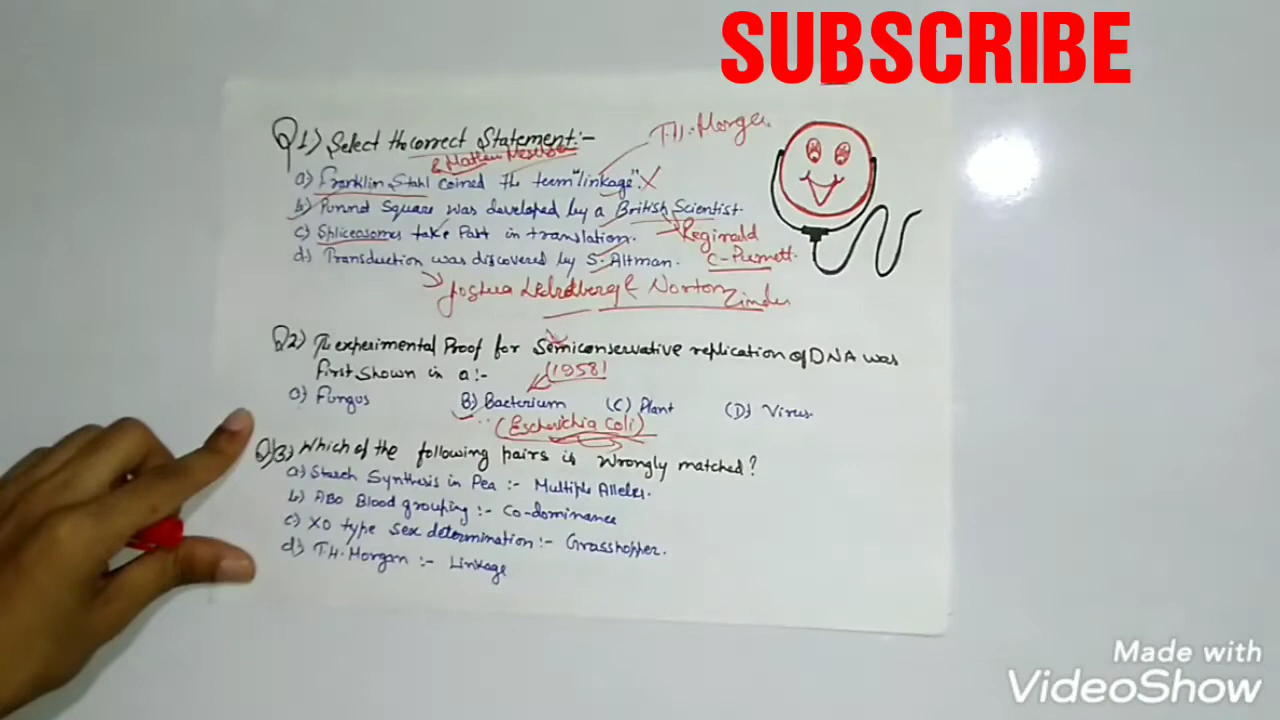 SUBSCRIBE
T.H. Morgan
Q1) Select the correct Statement:-
& Mathew Meselson
a) Franklin Stahl coined the term "linkage". X
b) Punnet Square was developed by a British Scientist.
c) Spliceosomes take Part in translation. → Reginald
d) Transduction was discovered by S. Altman. C-Punnett.
Joshua Lederberg & Norton Zinder
Q2) The experimental Proof for Semiconservative replication of DNA was
First shown in a:- (1958)
a) Fungus B) Bacterium (C) Plant (D) Virus.
(Escherichia coli)
Q3) Which of the following pairs is wrongly matched?
a) Starch Synthesis in Pea :- Multiple Alleles.
b) ABO Blood grouping :- Co-dominance
c) XO type Sex determination :- Grasshopper.
d) T.H. Morgan :- Linkage
Made with
VideoShow